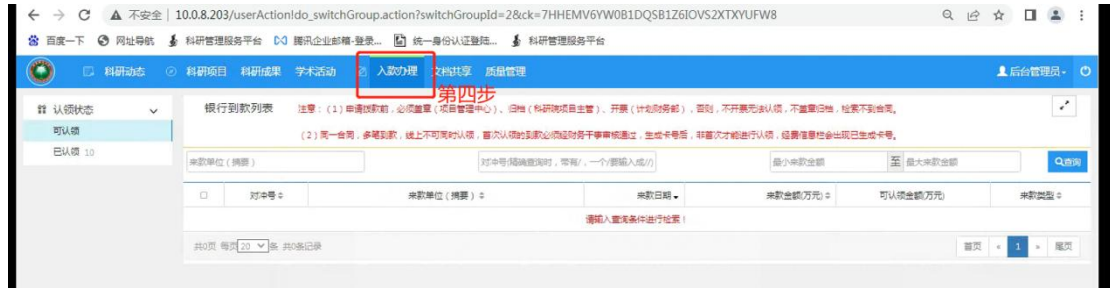 不安全 | 10.0.8.203/userAction!do_switchGroup.action?switchGroupId=2&ck=7HHEMV6YW0B1DQSB1Z6IOVS2XTXYUFW8
百度一下 网址导航 科研管理服务平台 腾讯企业邮箱-登录... 统一身份认证登陆... 科研管理服务平台
科研动态 科研项目 科研成果 学术活动 入款办理 文档共享 质量管理 后台管理员
第四步
认领状态
可认领
已认领 10
银行到款列表 注意：（1）申请拨款前，必须盖章（项目管理中心）、归档（科研院项目主管）、开票（计划财务部），否则，不开票无法认领，不盖章归档，检索不到合同。
（2）同一合同，多笔到款，线上不可同时认领，首次认领的到款必须经财务干事审核通过，生成卡号后，非首次才能进行认领，经费信息栏会出现已生成卡号。
来款单位（摘要） 对冲号(精确查询时，带有/，一个/要输入成//) 最小来款金额 至 最大来款金额 查询
对冲号 来款单位（摘要） 来款日期 来款金额(万元) 可认领金额(万元) 来款类型
请输入查询条件进行检索！
共0页 每页 20 条 共0条记录 首页 « 1 » 尾页